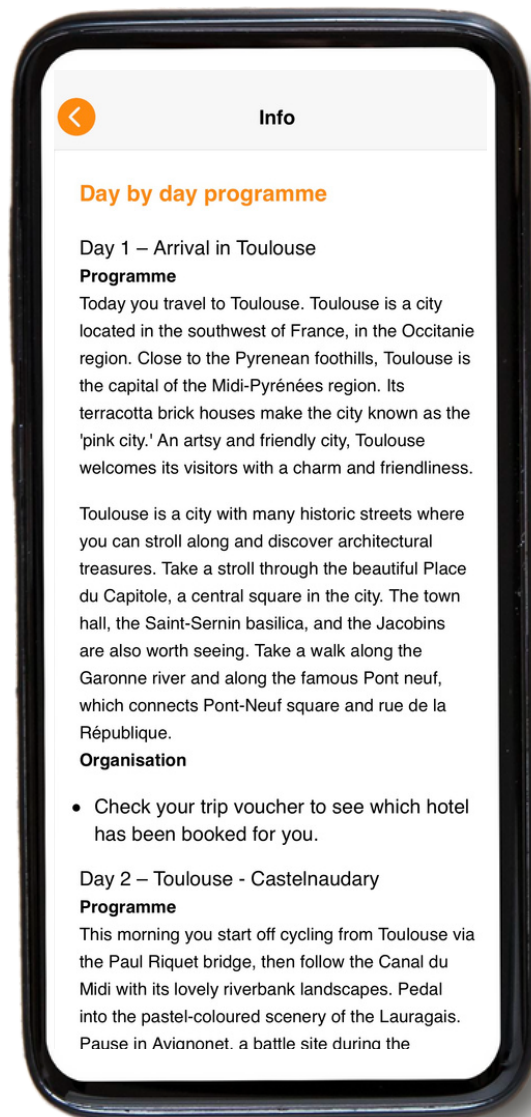 Info
Day by day programme
Day 1 – Arrival in Toulouse
Programme
Today you travel to Toulouse. Toulouse is a city
located in the southwest of France, in the Occitanie
region. Close to the Pyrenean foothills, Toulouse is
the capital of the Midi-Pyrénées region. Its
terracotta brick houses make the city known as the
'pink city.' An artsy and friendly city, Toulouse
welcomes its visitors with a charm and friendliness.
Toulouse is a city with many historic streets where
you can stroll along and discover architectural
treasures. Take a stroll through the beautiful Place
du Capitole, a central square in the city. The town
hall, the Saint-Sernin basilica, and the Jacobins
are also worth seeing. Take a walk along the
Garonne river and along the famous Pont neuf,
which connects Pont-Neuf square and rue de la
République.
Organisation
• Check your trip voucher to see which hotel
has been booked for you.
Day 2 – Toulouse - Castelnaudary
Programme
This morning you start off cycling from Toulouse via
the Paul Riquet bridge, then follow the Canal du
Midi with its lovely riverbank landscapes. Pedal
into the pastel-coloured scenery of the Lauragais.
Pause in Avignonet, a battle site during the